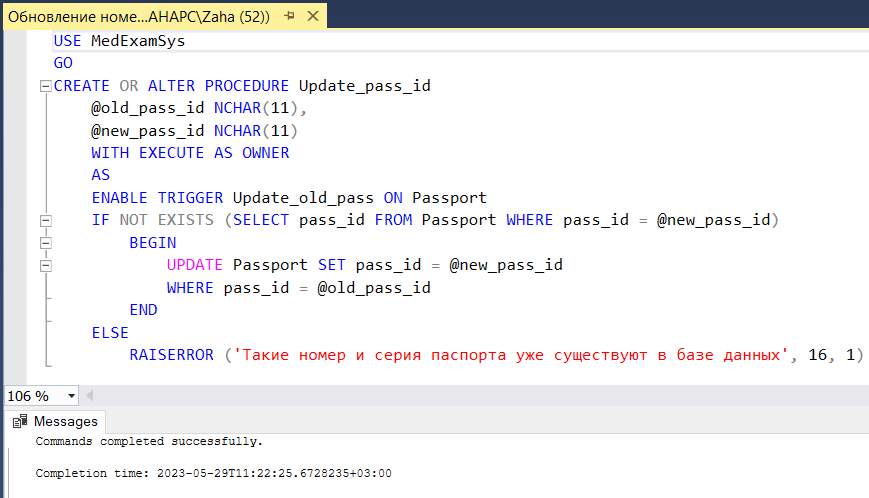 Обновление номе...AHAPC\Zaha (52))
USE MedExamSys
GO
CREATE OR ALTER PROCEDURE Update_pass_id
@old_pass_id NCHAR(11),
@new_pass_id NCHAR(11)
WITH EXECUTE AS OWNER
AS
ENABLE TRIGGER Update_old_pass ON Passport
IF NOT EXISTS (SELECT pass_id FROM Passport WHERE pass_id = @new_pass_id)
BEGIN
UPDATE Passport SET pass_id = @new_pass_id
WHERE pass_id = @old_pass_id
END
ELSE
RAISERROR ('Такие номер и серия паспорта уже существуют в базе данных', 16, 1)
106 %
Messages
Commands completed successfully.
Completion time: 2023-05-29T11:22:25.6728235+03:00